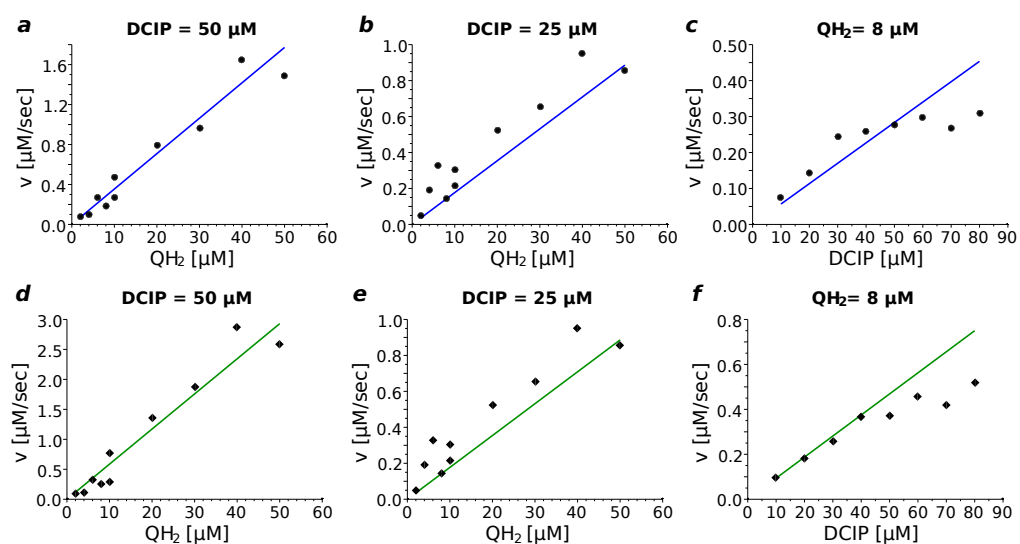 a DCIP = 50 μM
v [μM/sec]
1.6
1.2
0.8
0.4
0.00
0 10 20 30 40 50 60
QH2 [μM]
b DCIP = 25 μM
v [μM/sec]
1.0
0.8
0.6
0.4
0.2
0.0
0 10 20 30 40 50 60
QH2 [μM]
c QH2= 8 μM
v [μM/sec]
0.50
0.40
0.30
0.20
0.10
0.00
0 10 20 30 40 50 60 70 80 90
DCIP [μM]
d DCIP = 50 μM
v [μM/sec]
3.0
2.5
2.0
1.5
1.0
0.5
0.0
0 10 20 30 40 50 60
QH2 [μM]
e DCIP = 25 μM
v [μM/sec]
1.0
0.8
0.6
0.4
0.2
0.0
0 10 20 30 40 50 60
QH2 [μM]
f QH2= 8 μM
v [μM/sec]
0.8
0.6
0.4
0.2
0.0
0 10 20 30 40 50 60 70 80 90
DCIP [μM]